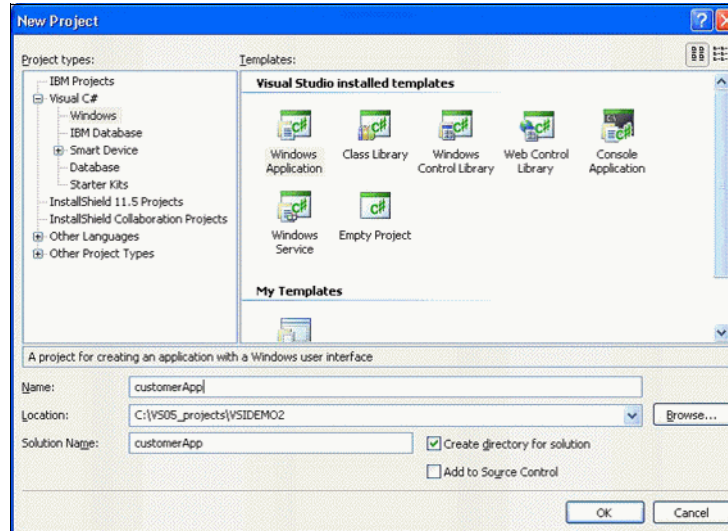 New Project
Project types:
Templates:
IBM Projects
Visual C#
Windows
IBM Database
Smart Device
Database
Starter Kits
InstallShield 11.5 Projects
InstallShield Collaboration Projects
Other Languages
Other Project Types
Visual Studio installed templates
Windows Application
Class Library
Windows Control Library
Web Control Library
Console Application
Windows Service
Empty Project
My Templates
A project for creating an application with a Windows user interface
Name:
customerApp
Location:
C:\VS05_projects\VSIDEMO2
Browse...
Solution Name:
customerApp
Create directory for solution
Add to Source Control
OK
Cancel